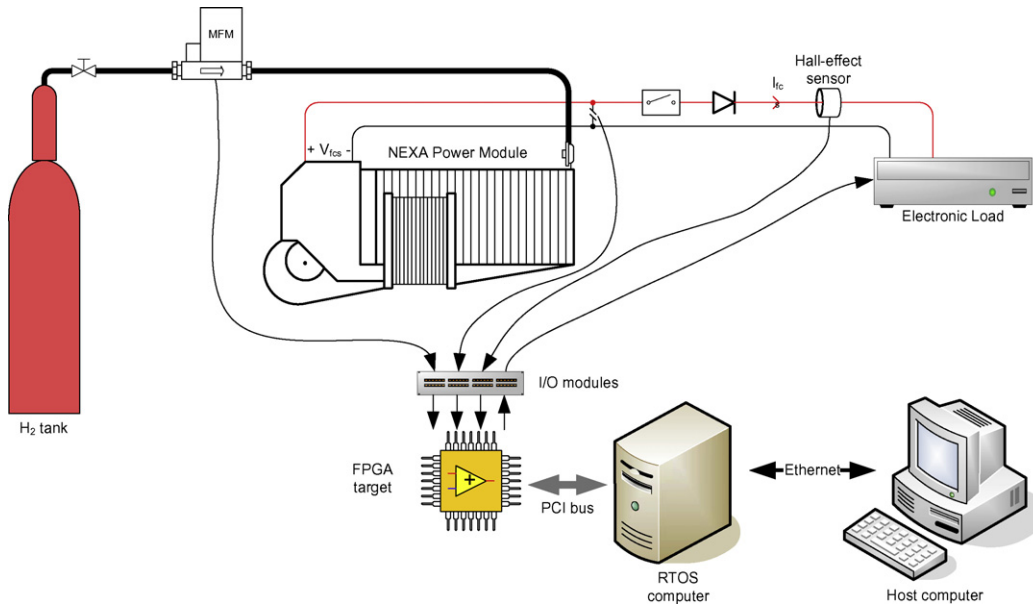 MFM
Hall-effect
sensor
I_fc
+ V_fcs -
NEXA Power Module
Electronic Load
I/O modules
H₂ tank
FPGA
target
PCI bus
Ethernet
RTOS
computer
Host computer